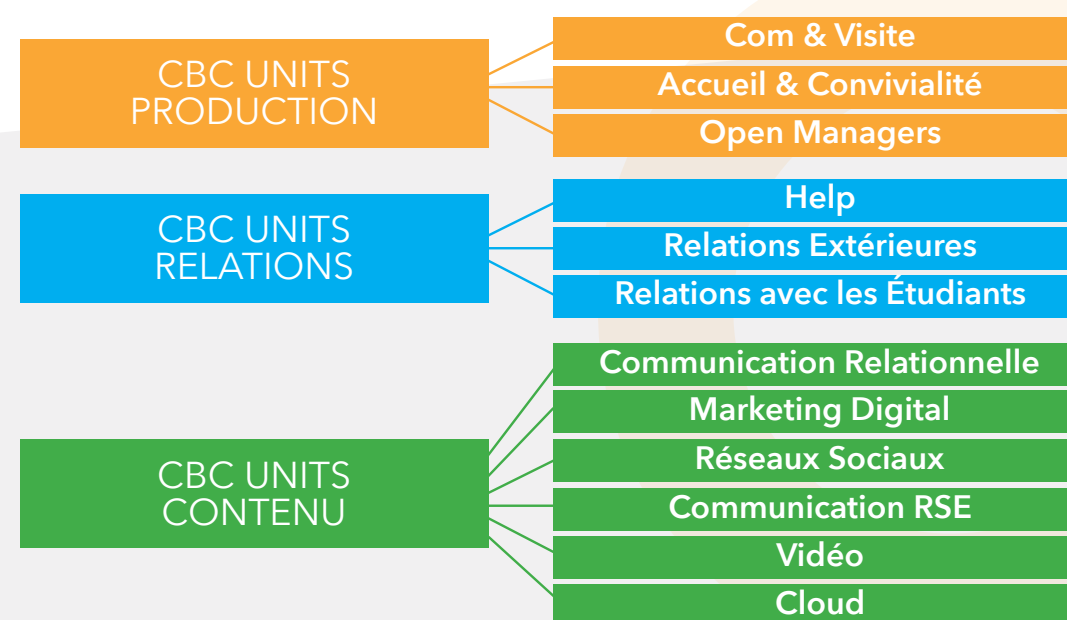 CBC UNITS
PRODUCTION
Com & Visite
Accueil & Convivialité
Open Managers
CBC UNITS
RELATIONS
Help
Relations Extérieures
Relations avec les Étudiants
CBC UNITS
CONTENU
Communication Relationnelle
Marketing Digital
Réseaux Sociaux
Communication RSE
Vidéo
Cloud